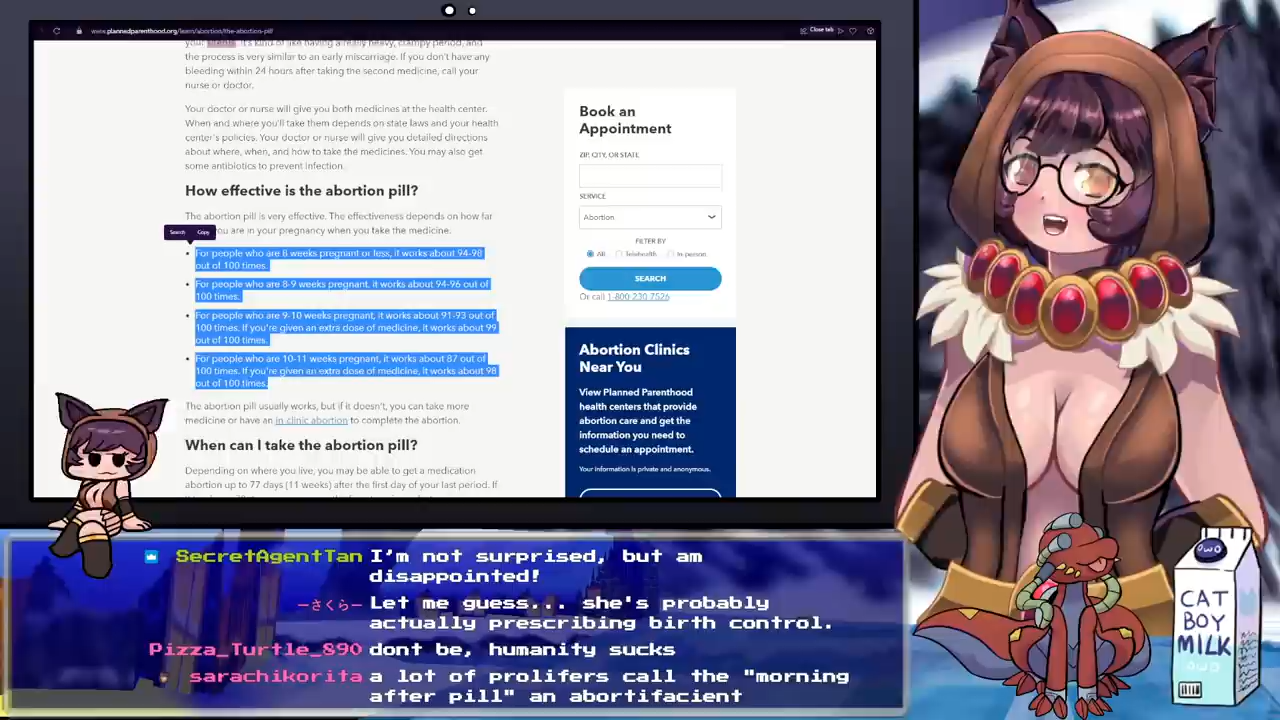 www.plannedparenthood.org/learn/abortion/the-abortion-pill
Close tab
It's kind of like having a really heavy, crampy period, and
the process is very similar to an early miscarriage. If you don't have any
bleeding within 24 hours after taking the second medicine, call your
nurse or doctor.
Your doctor or nurse will give you both medicines at the health center.
When and where you'll take them depends on state laws and your health
center's policies. Your doctor or nurse will give you detailed directions
about where, when, and how to take the medicines. You may also get
some antibiotics to prevent infection.
How effective is the abortion pill?
The abortion pill is very effective. The effectiveness depends on how far
you are in your pregnancy when you take the medicine.
Search Copy
• For people who are 8 weeks pregnant or less, it works about 94-98
out of 100 times.
• For people who are 8-9 weeks pregnant, it works about 94-96 out of
100 times.
• For people who are 9-10 weeks pregnant, it works about 91-93 out of
100 times. If you're given an extra dose of medicine, it works about 99
out of 100 times.
• For people who are 10-11 weeks pregnant, it works about 87 out of
100 times. If you're given an extra dose of medicine, it works about 98
out of 100 times.
The abortion pill usually works, but if it doesn't, you can take more
medicine or have an in-clinic abortion to complete the abortion.
When can I take the abortion pill?
Depending on where you live, you may be able to get a medication
abortion up to 77 days (11 weeks) after the first day of your last period. If
Book an
Appointment
ZIP, CITY, OR STATE
SERVICE
Abortion
FILTER BY
All Telehealth In-person
SEARCH
Or call 1-800-230-7526
Abortion Clinics
Near You
View Planned Parenthood
health centers that provide
abortion care and get the
information you need to
schedule an appointment.
Your information is private and anonymous.
SecretAgentTan I'm not surprised, but am
disappointed!
—さくら— Let me guess... she's probably
actually prescribing birth control.
Pizza_Turtle_890 dont be, humanity sucks
sarachikorita a lot of prolifers call the "morning
after pill" an abortifacient
OWO
CAT
BOY
MILK
OWO